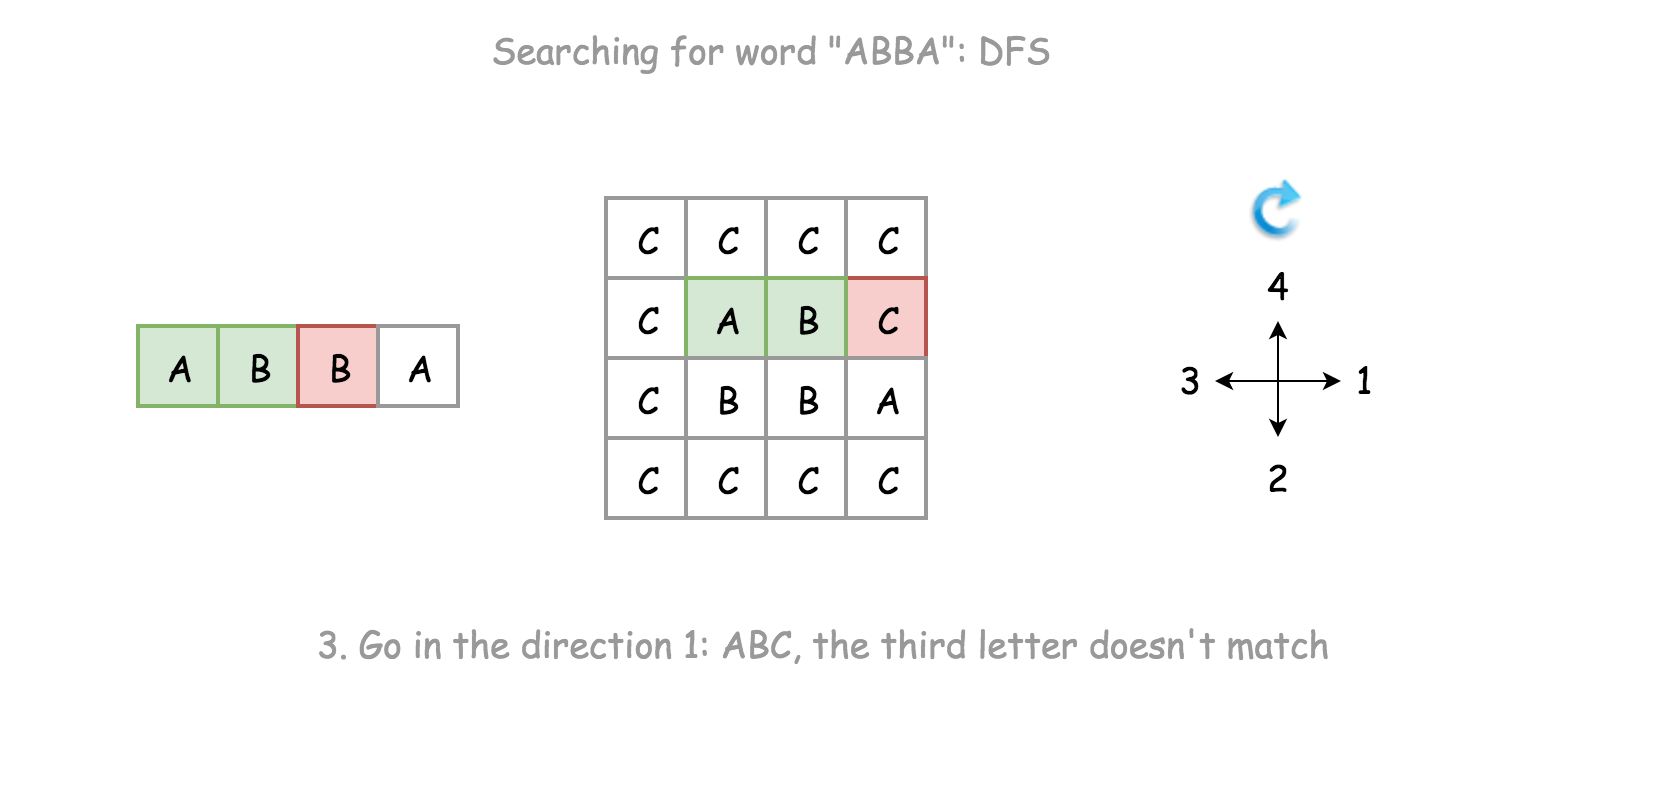 Searching for word "ABBA": DFS
A B B A
C C C C
C A B C
C B B A
C C C C
4
3 1
2
3. Go in the direction 1: ABC, the third letter doesn't match